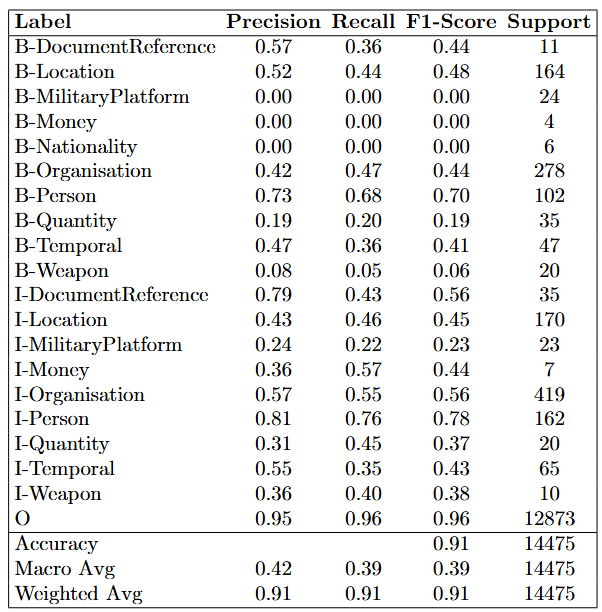 Label Precision Recall F1-Score Support
B-DocumentReference 0.57 0.36 0.44 11
B-Location 0.52 0.44 0.48 164
B-MilitaryPlatform 0.00 0.00 0.00 24
B-Money 0.00 0.00 0.00 4
B-Nationality 0.00 0.00 0.00 6
B-Organisation 0.42 0.47 0.44 278
B-Person 0.73 0.68 0.70 102
B-Quantity 0.19 0.20 0.19 35
B-Temporal 0.47 0.36 0.41 47
B-Weapon 0.08 0.05 0.06 20
I-DocumentReference 0.79 0.43 0.56 35
I-Location 0.43 0.46 0.45 170
I-MilitaryPlatform 0.24 0.22 0.23 23
I-Money 0.36 0.57 0.44 7
I-Organisation 0.57 0.55 0.56 419
I-Person 0.81 0.76 0.78 162
I-Quantity 0.31 0.45 0.37 20
I-Temporal 0.55 0.35 0.43 65
I-Weapon 0.36 0.40 0.38 10
O 0.95 0.96 0.96 12873
Accuracy 0.91 14475
Macro Avg 0.42 0.39 0.39 14475
Weighted Avg 0.91 0.91 0.91 14475